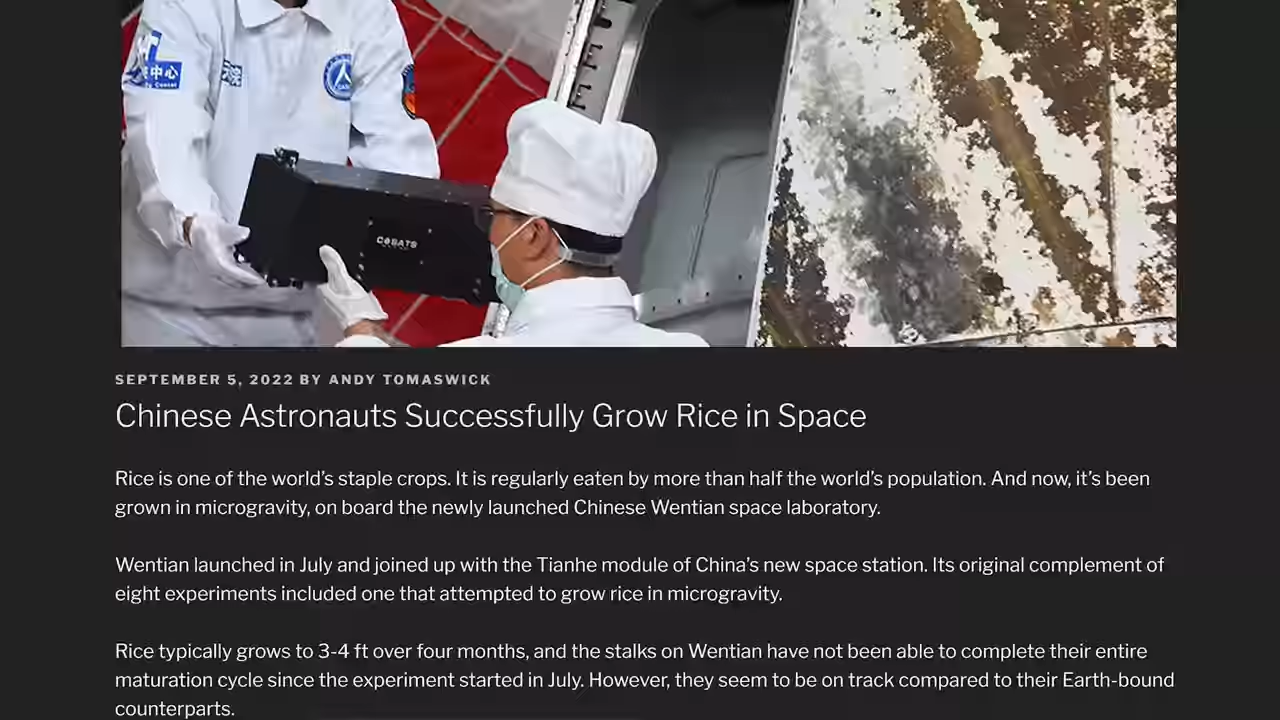 中心
COSATS
SEPTEMBER 5, 2022 BY ANDY TOMASWICK
Chinese Astronauts Successfully Grow Rice in Space
Rice is one of the world’s staple crops. It is regularly eaten by more than half the world’s population. And now, it’s been
grown in microgravity, on board the newly launched Chinese Wentian space laboratory.
Wentian launched in July and joined up with the Tianhe module of China’s new space station. Its original complement of
eight experiments included one that attempted to grow rice in microgravity.
Rice typically grows to 3-4 ft over four months, and the stalks on Wentian have not been able to complete their entire
maturation cycle since the experiment started in July. However, they seem to be on track compared to their Earth-bound
counterparts.